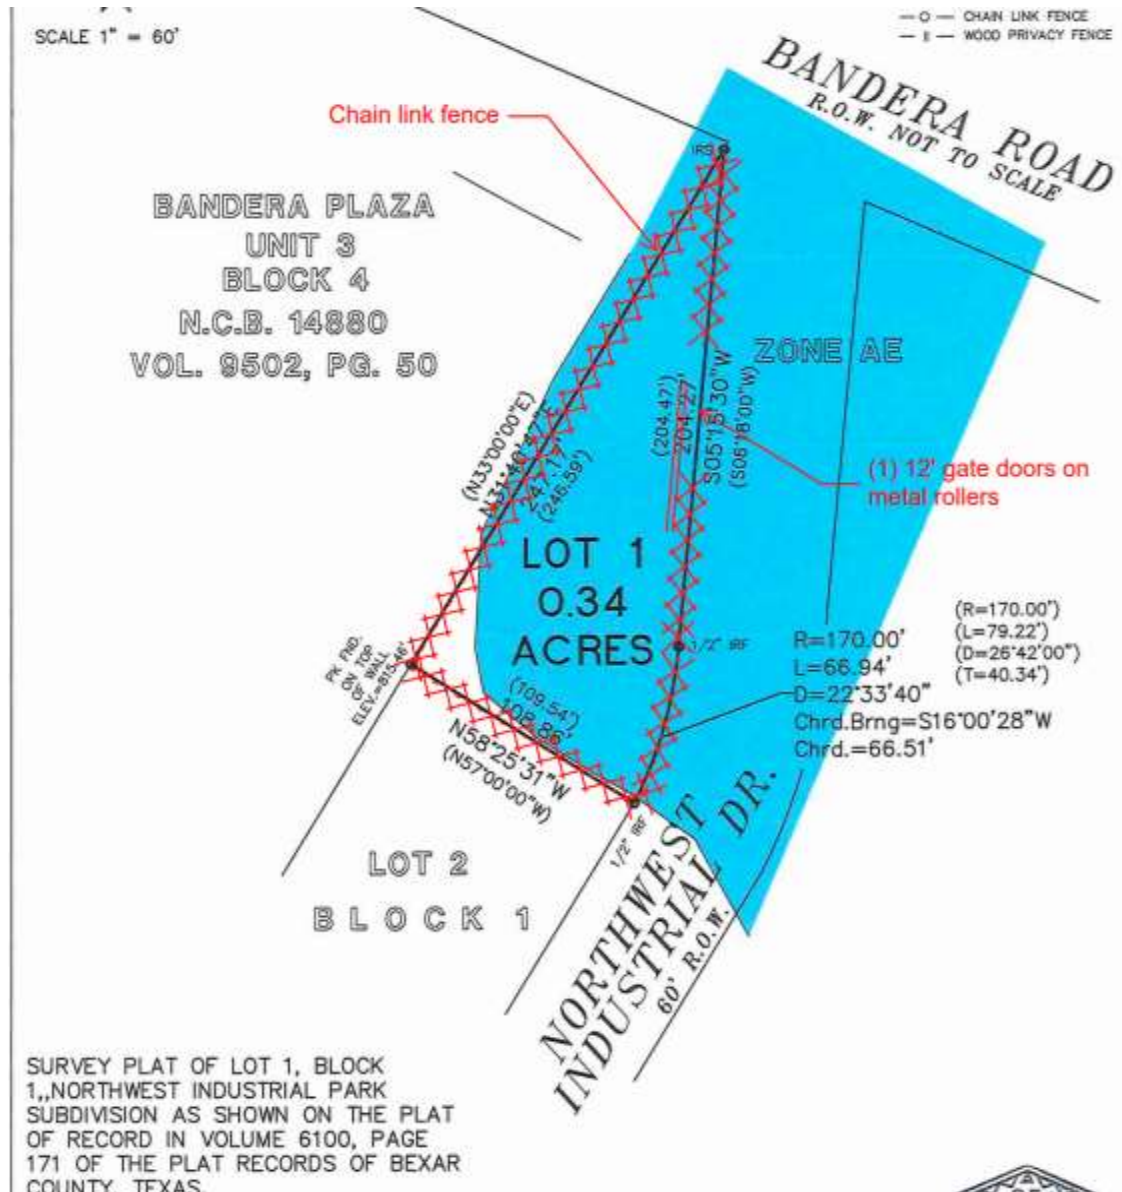 SCALE 1" = 60'
—O— CHAIN LINK FENCE
WOOD PRIVACY FENCE
BANDERA ROAD
R.O.W. NOT TO SCALE
Chain link fence
IRS
BANDERA PLAZA
UNIT 3
BLOCK 4
N.C.B. 14880
VOL. 9502, PG. 50
ZONE AE
(204.47')
204.27'
S05°15'30"W
(S06°18'00"W)
(N33°00'00"E)
(246.59')
(1) 12' gate doors on
metal rollers
LOT 1
0.34
ACRES
1/2" IRF
R=170.00'
L=66.94'
D=22°33'40"
Chrd.Brng=S16°00'28"W
Chrd.=66.51'
(R=170.00')
(L=79.22')
(D=26°42'00")
(T=40.34')
PK FND.
ON TOP
OF WALL
ELEV.=815.46'
(109.54')
108.86'
N58°25'31"W
(N57°00'00"W)
1/2" IRF
LOT 2
BLOCK 1
NORTHWEST
INDUSTRIAL DR.
60' R.O.W.
SURVEY PLAT OF LOT 1, BLOCK
1,,NORTHWEST INDUSTRIAL PARK
SUBDIVISION AS SHOWN ON THE PLAT
OF RECORD IN VOLUME 6100, PAGE
171 OF THE PLAT RECORDS OF BEXAR
COUNTY, TEXAS.